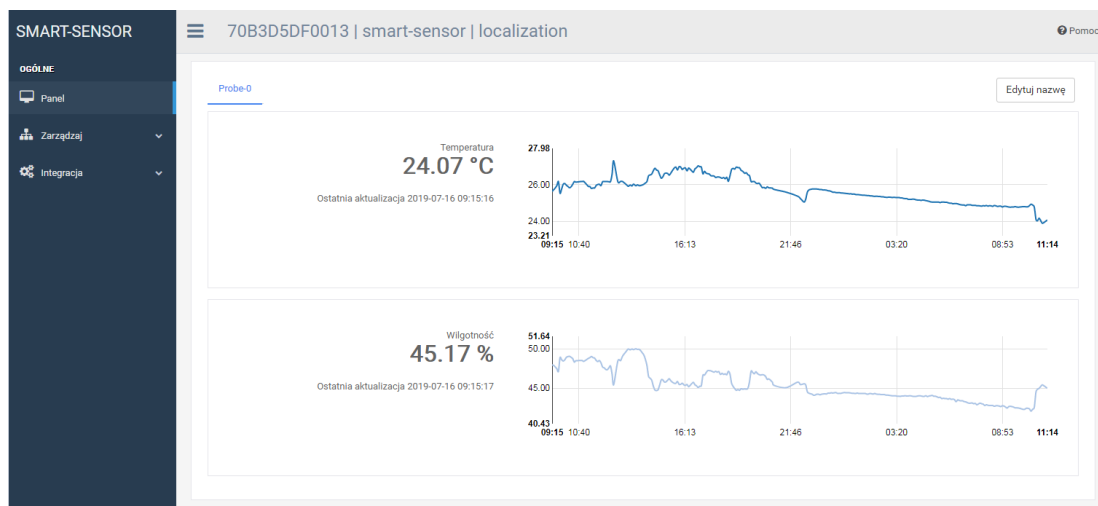 SMART-SENSOR
70B3D5DF0013 | smart-sensor | localization
Pomoc
OGÓLNE
Panel
Zarządzaj
Integracja
Probe-0
Edytuj nazwę
Temperatura
24.07 °C
Ostatnia aktualizacja 2019-07-16 09:15:16
27.98
26.00
24.00
23.21
09:15 10:40 16:13 21:46 03:20 08:53 11:14
Wilgotność
45.17 %
Ostatnia aktualizacja 2019-07-16 09:15:17
51.64
50.00
45.00
40.43
09:15 10:40 16:13 21:46 03:20 08:53 11:14